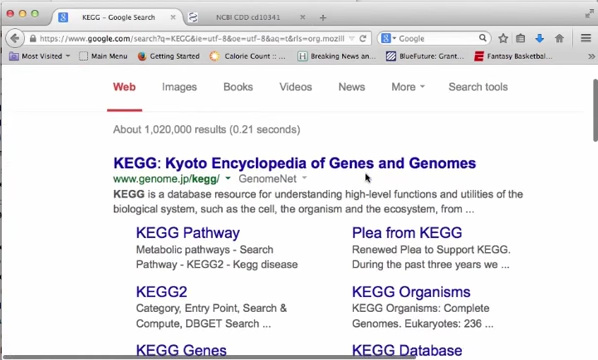 KEGG - Google Search
NCBI CDD cd10341
https://www.google.com/search?q=KEGG&ie=utf-8&oe=utf-8&aq=t&rls=org.mozill
Google
Most Visited
Main Menu
Getting Started
Calorie Count ...
Breaking News an...
BlueFuture: Grant...
Fantasy Basketbal...
Web
Images
Books
Videos
News
More
Search tools
About 1,020,000 results (0.21 seconds)
KEGG: Kyoto Encyclopedia of Genes and Genomes
www.genome.jp/kegg/ GenomeNet
KEGG is a database resource for understanding high-level functions and utilities of the
biological system, such as the cell, the organism and the ecosystem, from ...
KEGG Pathway
Metabolic pathways - Search
Pathway - KEGG2 - Kegg disease
Plea from KEGG
Renewed Plea to Support KEGG.
During the past three years we ...
KEGG2
Category, Entry Point, Search &
Compute, DBGET Search ...
KEGG Organisms
KEGG Organisms: Complete
Genomes. Eukaryotes: 236 ...
KEGG Genes
KEGG Database